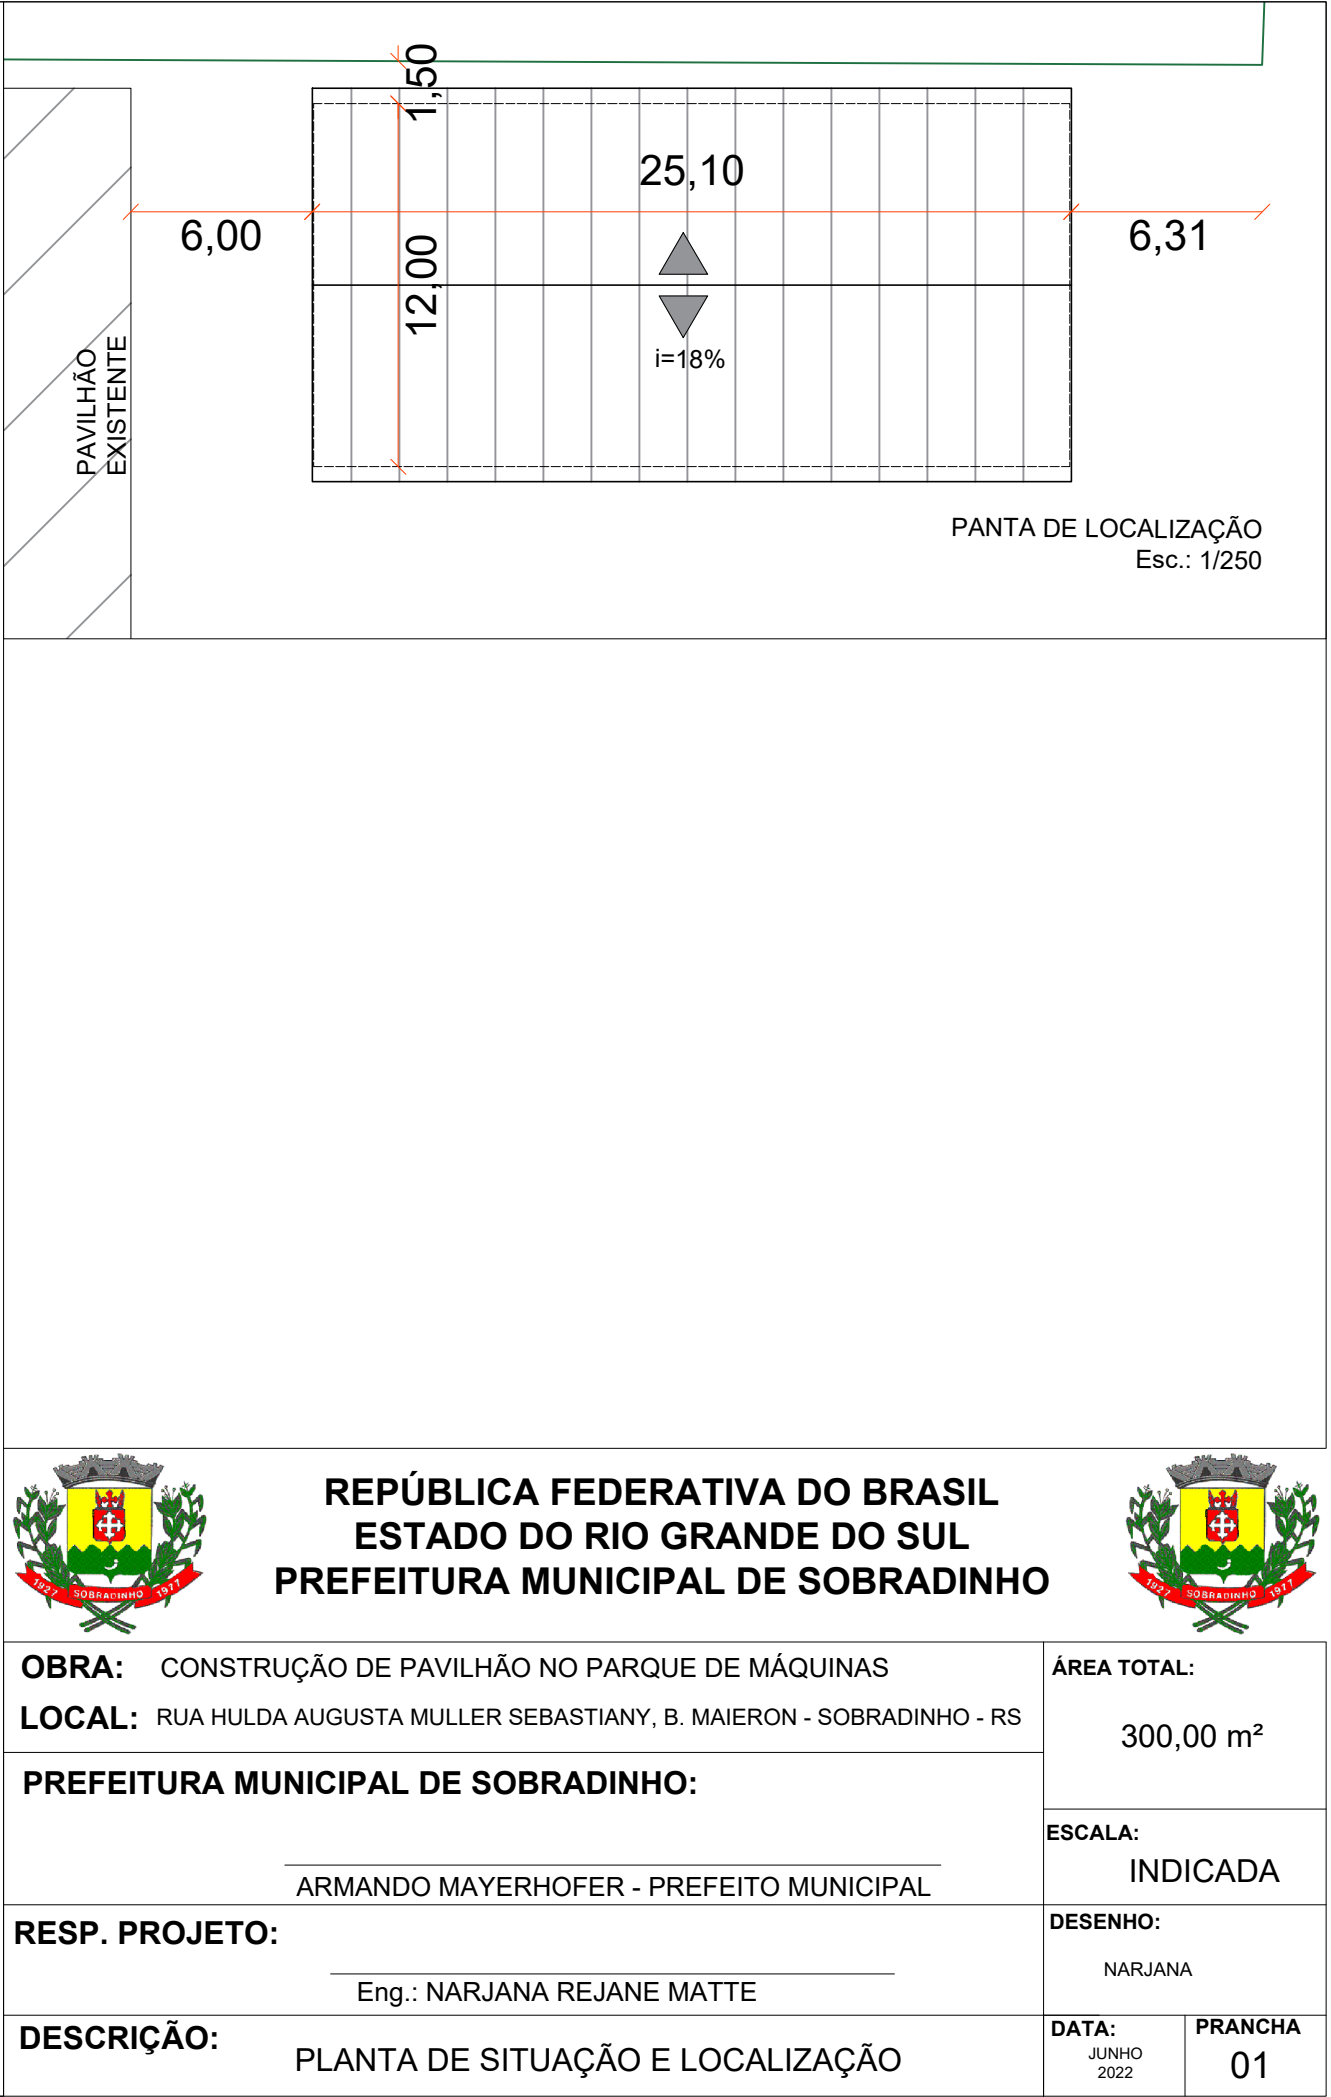 1,50
25,10
6,00
6,31
12,00
i=18%
PAVILHÃO
EXISTENTE
PANTA DE LOCALIZAÇÃO
Esc.: 1/250
REPÚBLICA FEDERATIVA DO BRASIL
ESTADO DO RIO GRANDE DO SUL
PREFEITURA MUNICIPAL DE SOBRADINHO
1927 SOBRADINHO 1977
1927 SOBRADINHO 1977
OBRA: CONSTRUÇÃO DE PAVILHÃO NO PARQUE DE MÁQUINAS
LOCAL: RUA HULDA AUGUSTA MULLER SEBASTIANY, B. MAIERON - SOBRADINHO - RS
ÁREA TOTAL:
300,00 m²
PREFEITURA MUNICIPAL DE SOBRADINHO:
ARMANDO MAYERHOFER - PREFEITO MUNICIPAL
ESCALA:
INDICADA
RESP. PROJETO:
Eng.: NARJANA REJANE MATTE
DESENHO:
NARJANA
DESCRIÇÃO:
PLANTA DE SITUAÇÃO E LOCALIZAÇÃO
DATA:
JUNHO
2022
PRANCHA
01